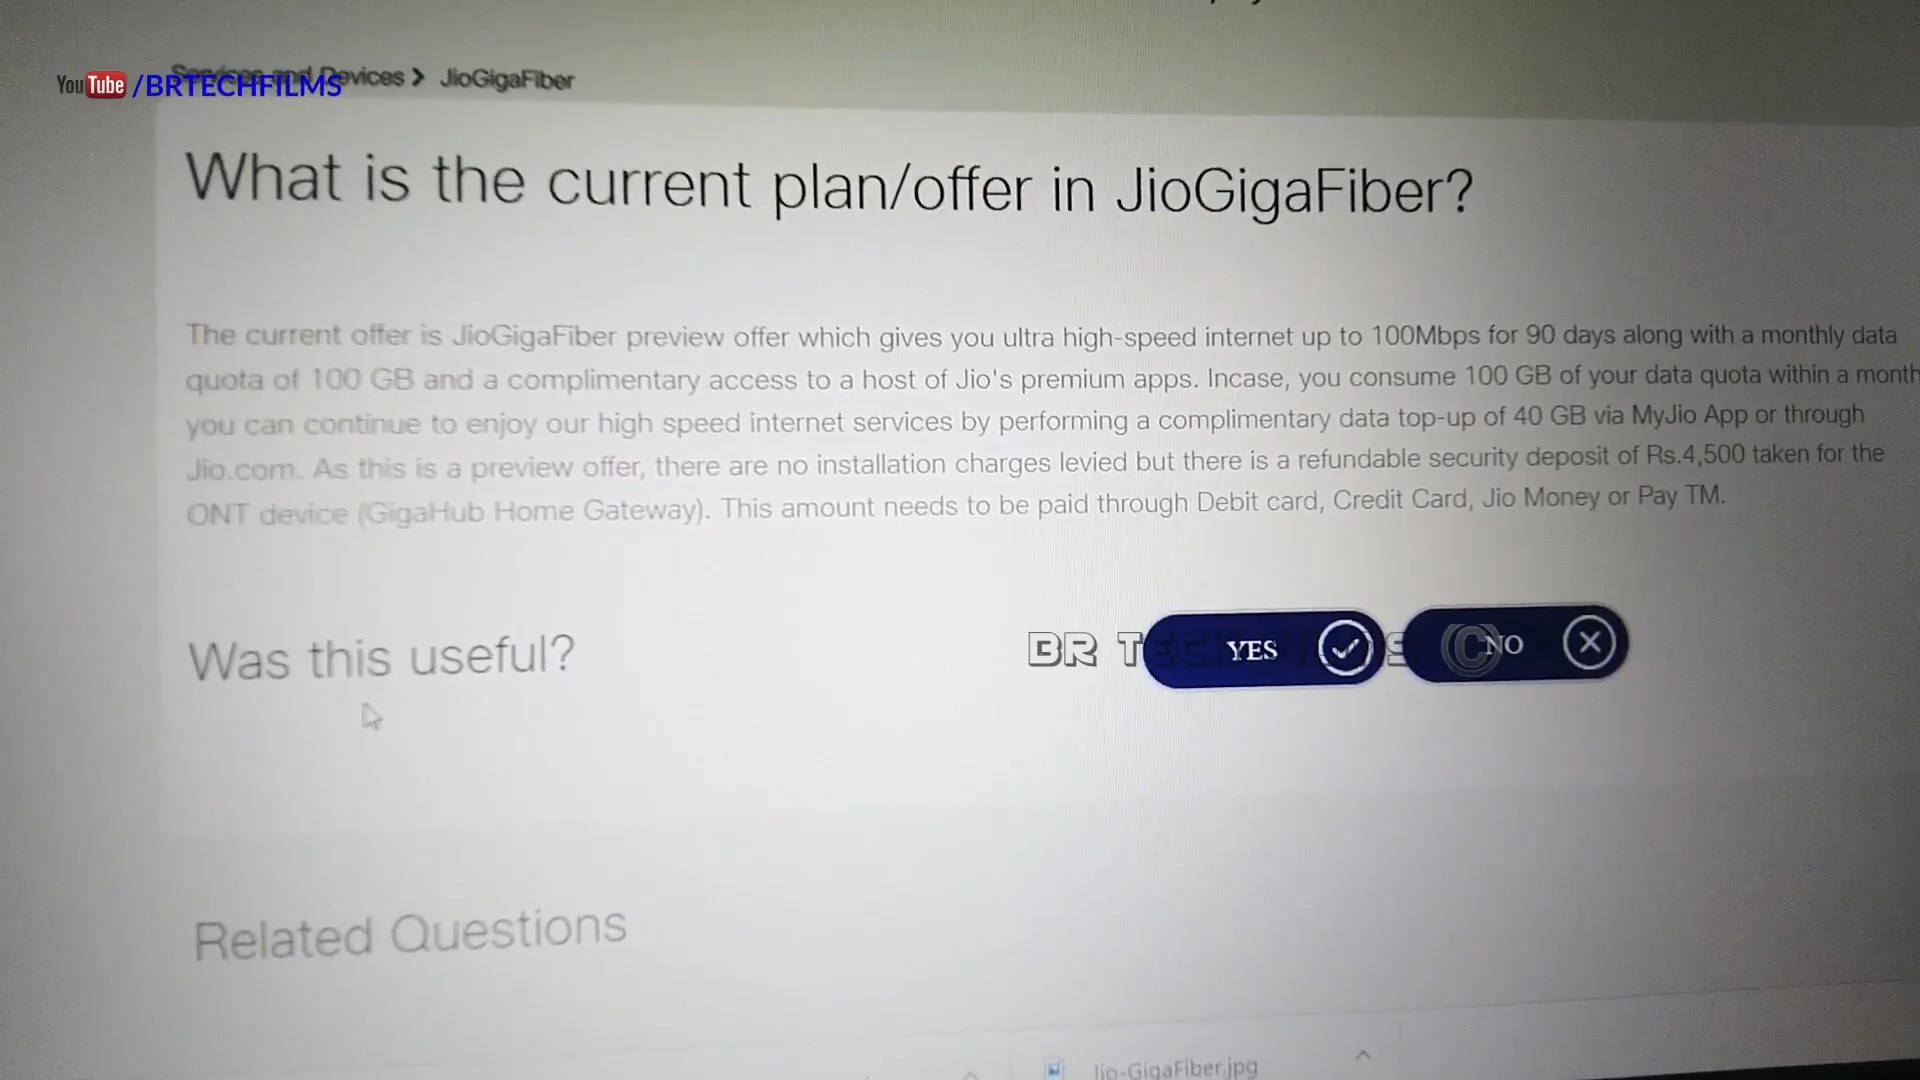 Services and Devices > JioGigaFiber
YouTube /BRTECHFILMS
What is the current plan/offer in JioGigaFiber?
The current offer is JioGigaFiber preview offer which gives you ultra high-speed internet up to 100Mbps for 90 days along with a monthly data
quota of 100 GB and a complimentary access to a host of Jio's premium apps. Incase, you consume 100 GB of your data quota within a month
you can continue to enjoy our high speed internet services by performing a complimentary data top-up of 40 GB via MyJio App or through
Jio.com. As this is a preview offer, there are no installation charges levied but there is a refundable security deposit of Rs.4,500 taken for the
ONT device (GigaHub Home Gateway). This amount needs to be paid through Debit card, Credit Card, Jio Money or Pay TM.
Was this useful?
YES
NO
BR TECH FILMS ©
Related Questions
Jio-GigaFiber.jpg